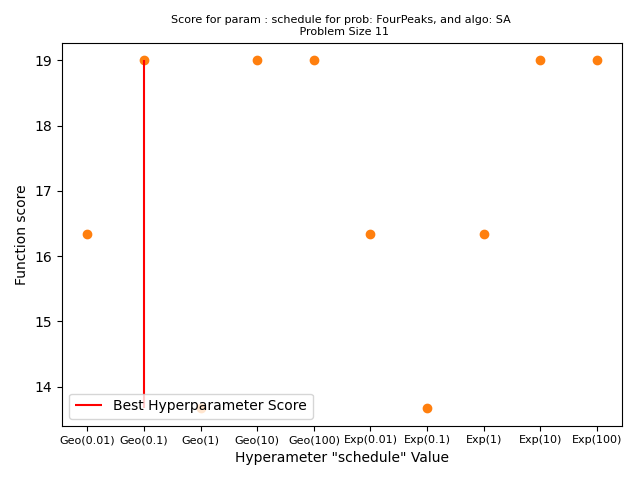 Score for param : schedule for prob: FourPeaks, and algo: SA
Problem Size 11
19
18
17
16
15
14
Function score
Best Hyperparameter Score
Geo(0.01) Geo(0.1) Geo(1) Geo(10) Geo(100) Exp(0.01) Exp(0.1) Exp(1) Exp(10) Exp(100)
Hyperameter "schedule" Value